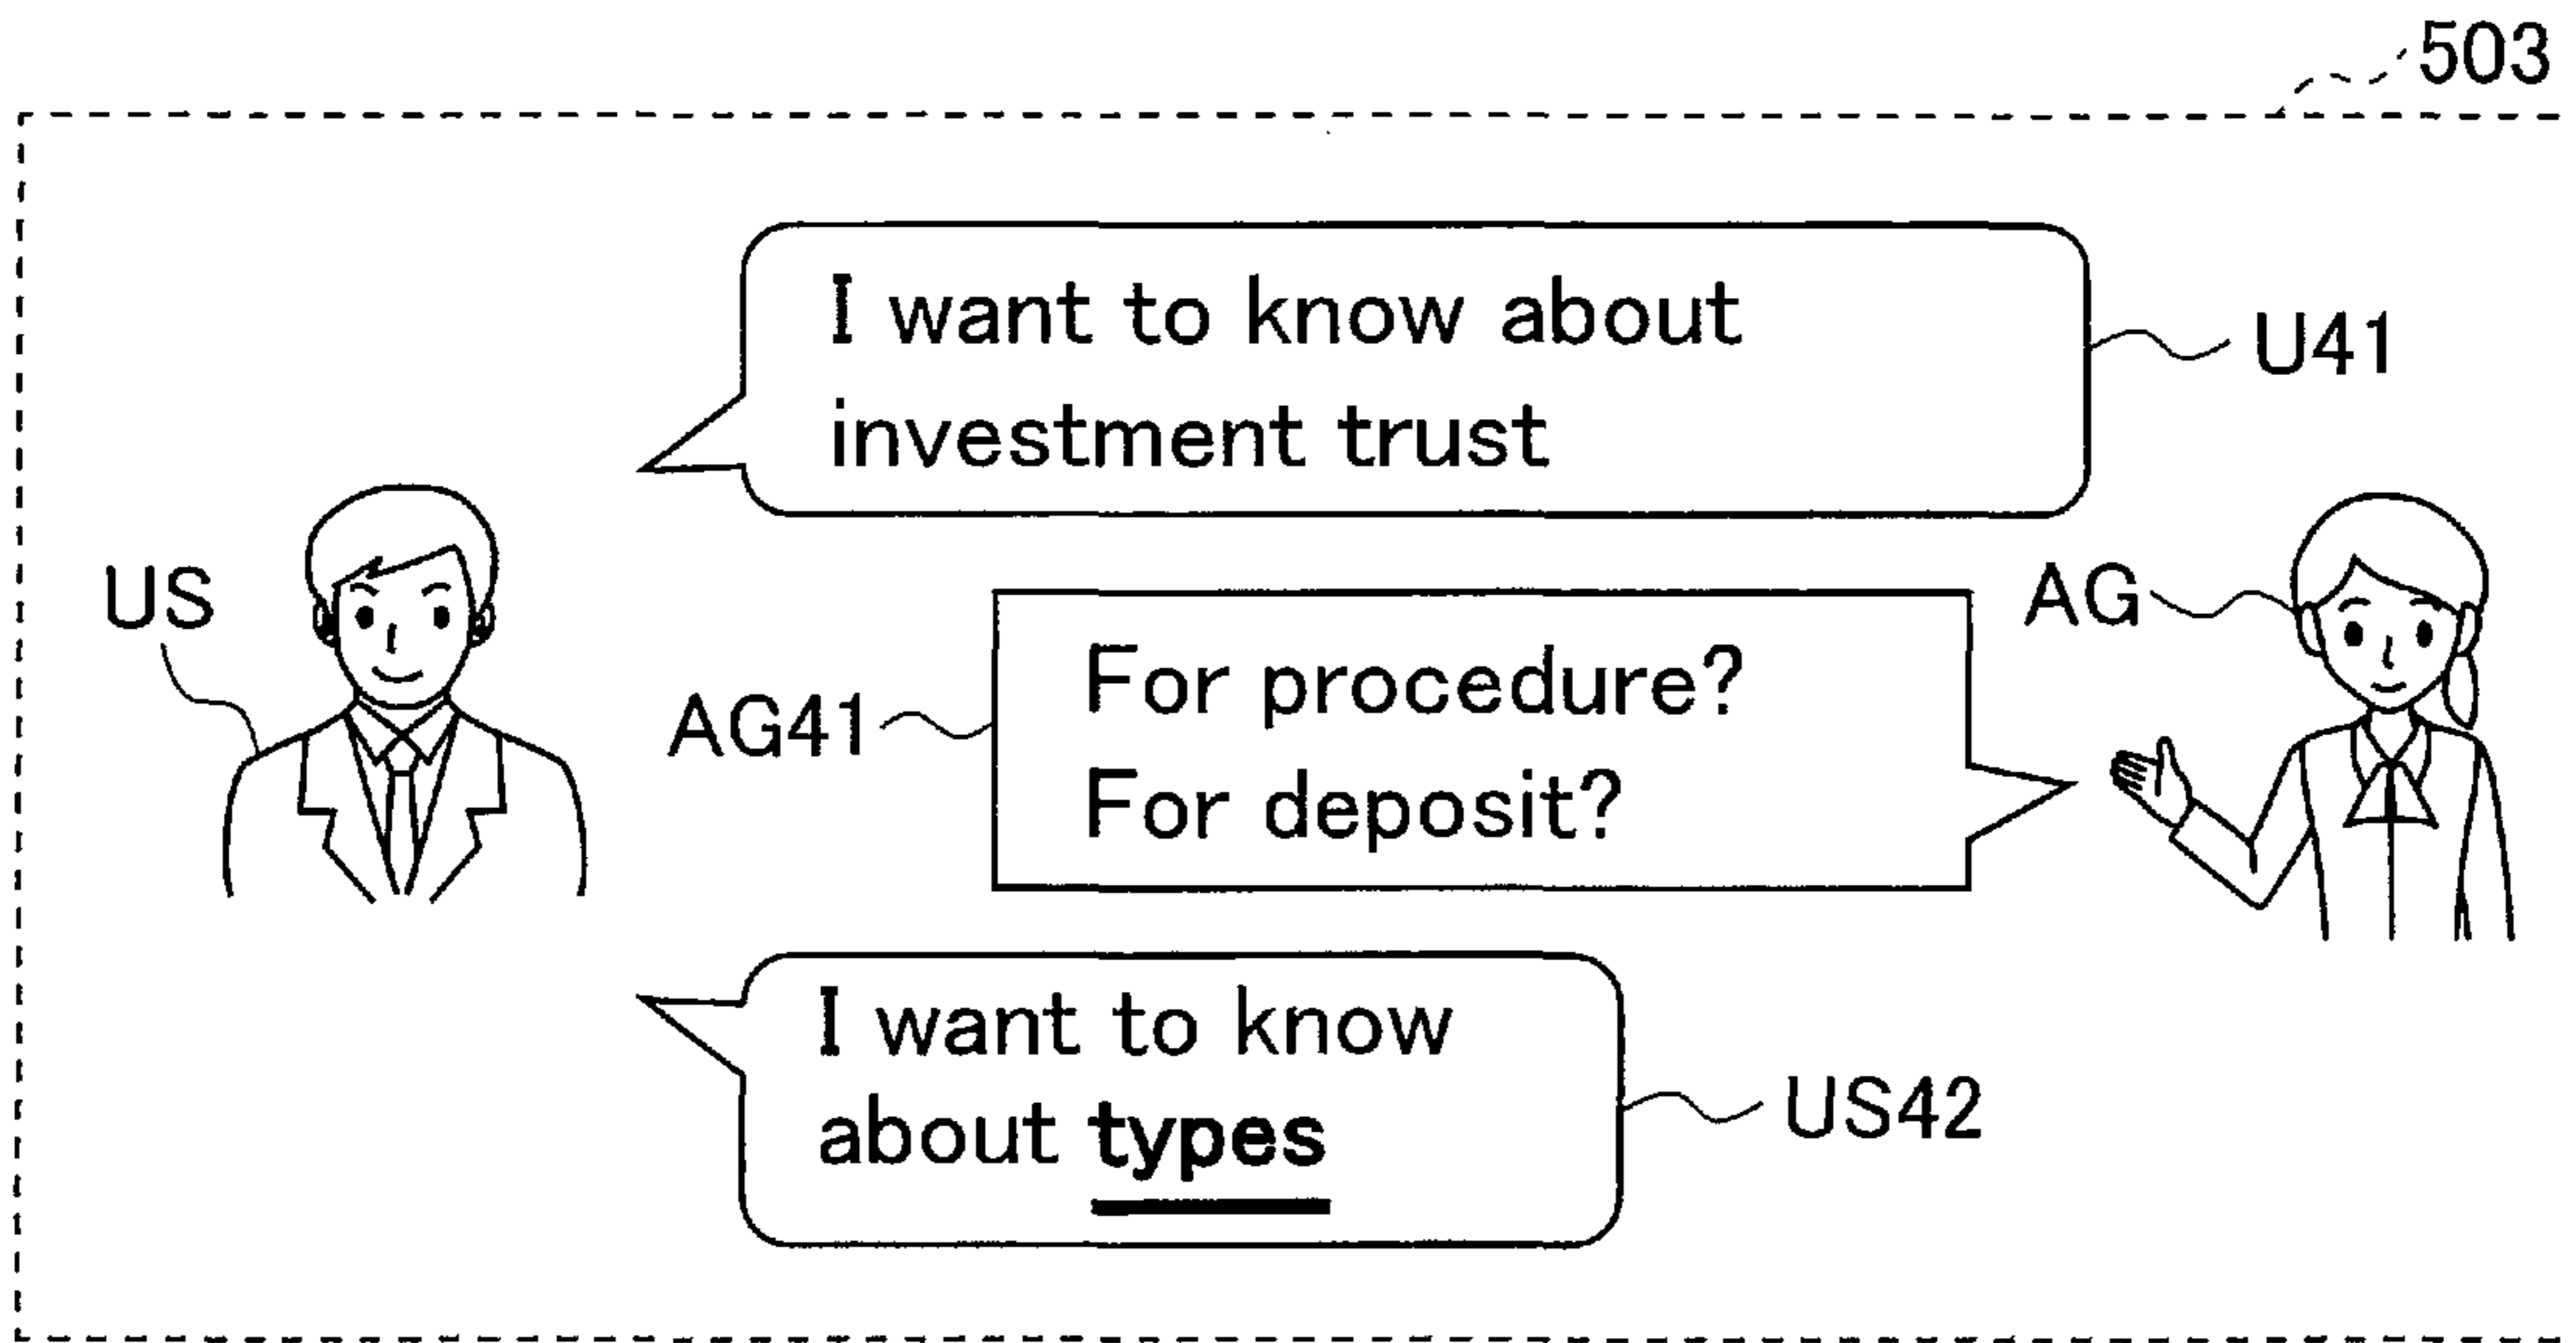 503
I want to know about
investment trust
U41
US
AG
AG41
For procedure?
For deposit?
I want to know
about types
US42